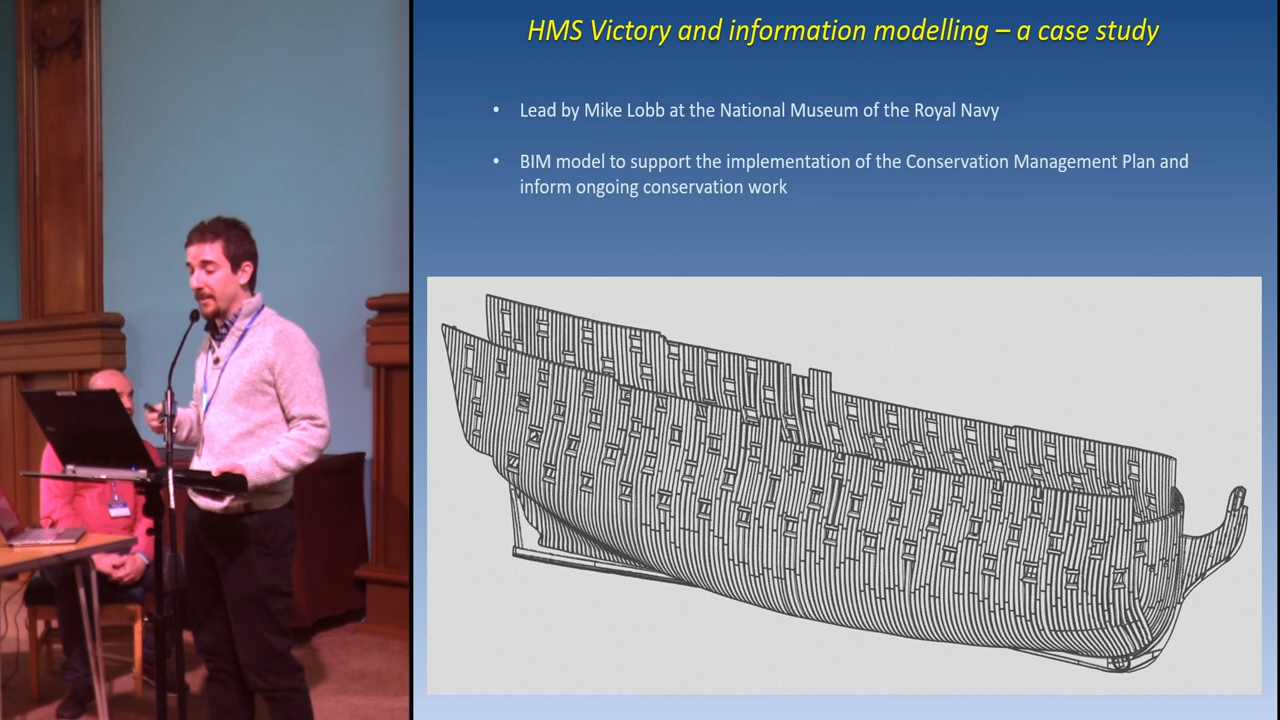 HMS Victory and information modelling – a case study
• Lead by Mike Lobb at the National Museum of the Royal Navy
• BIM model to support the implementation of the Conservation Management Plan and
inform ongoing conservation work